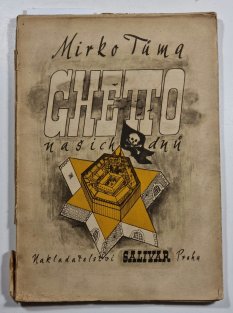 Mirko Tůma
GHETTO
našich dnů
Nakladatelství SALIVAR Praha